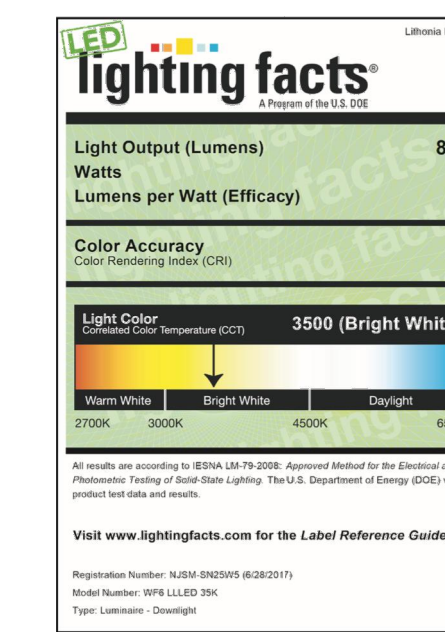 Lithonia
LED
lighting facts®
A Program of the U.S. DOE
Light Output (Lumens) 8
Watts
Lumens per Watt (Efficacy)
Color Accuracy
Color Rendering Index (CRI)
Light Color
Correlated Color Temperature (CCT) 3500 (Bright Whit
Warm White Bright White Daylight
2700K 3000K 4500K 6
All results are according to IESNA LM-79-2008: Approved Method for the Electrical a
Photometric Testing of Solid-State Lighting. The U.S. Department of Energy (DOE) v
product test data and results.
Visit www.lightingfacts.com for the Label Reference Guide
Registration Number: NJSM-SN25W5 (6/28/2017)
Model Number: WF6 LLLED 35K
Type: Luminaire - Downlight